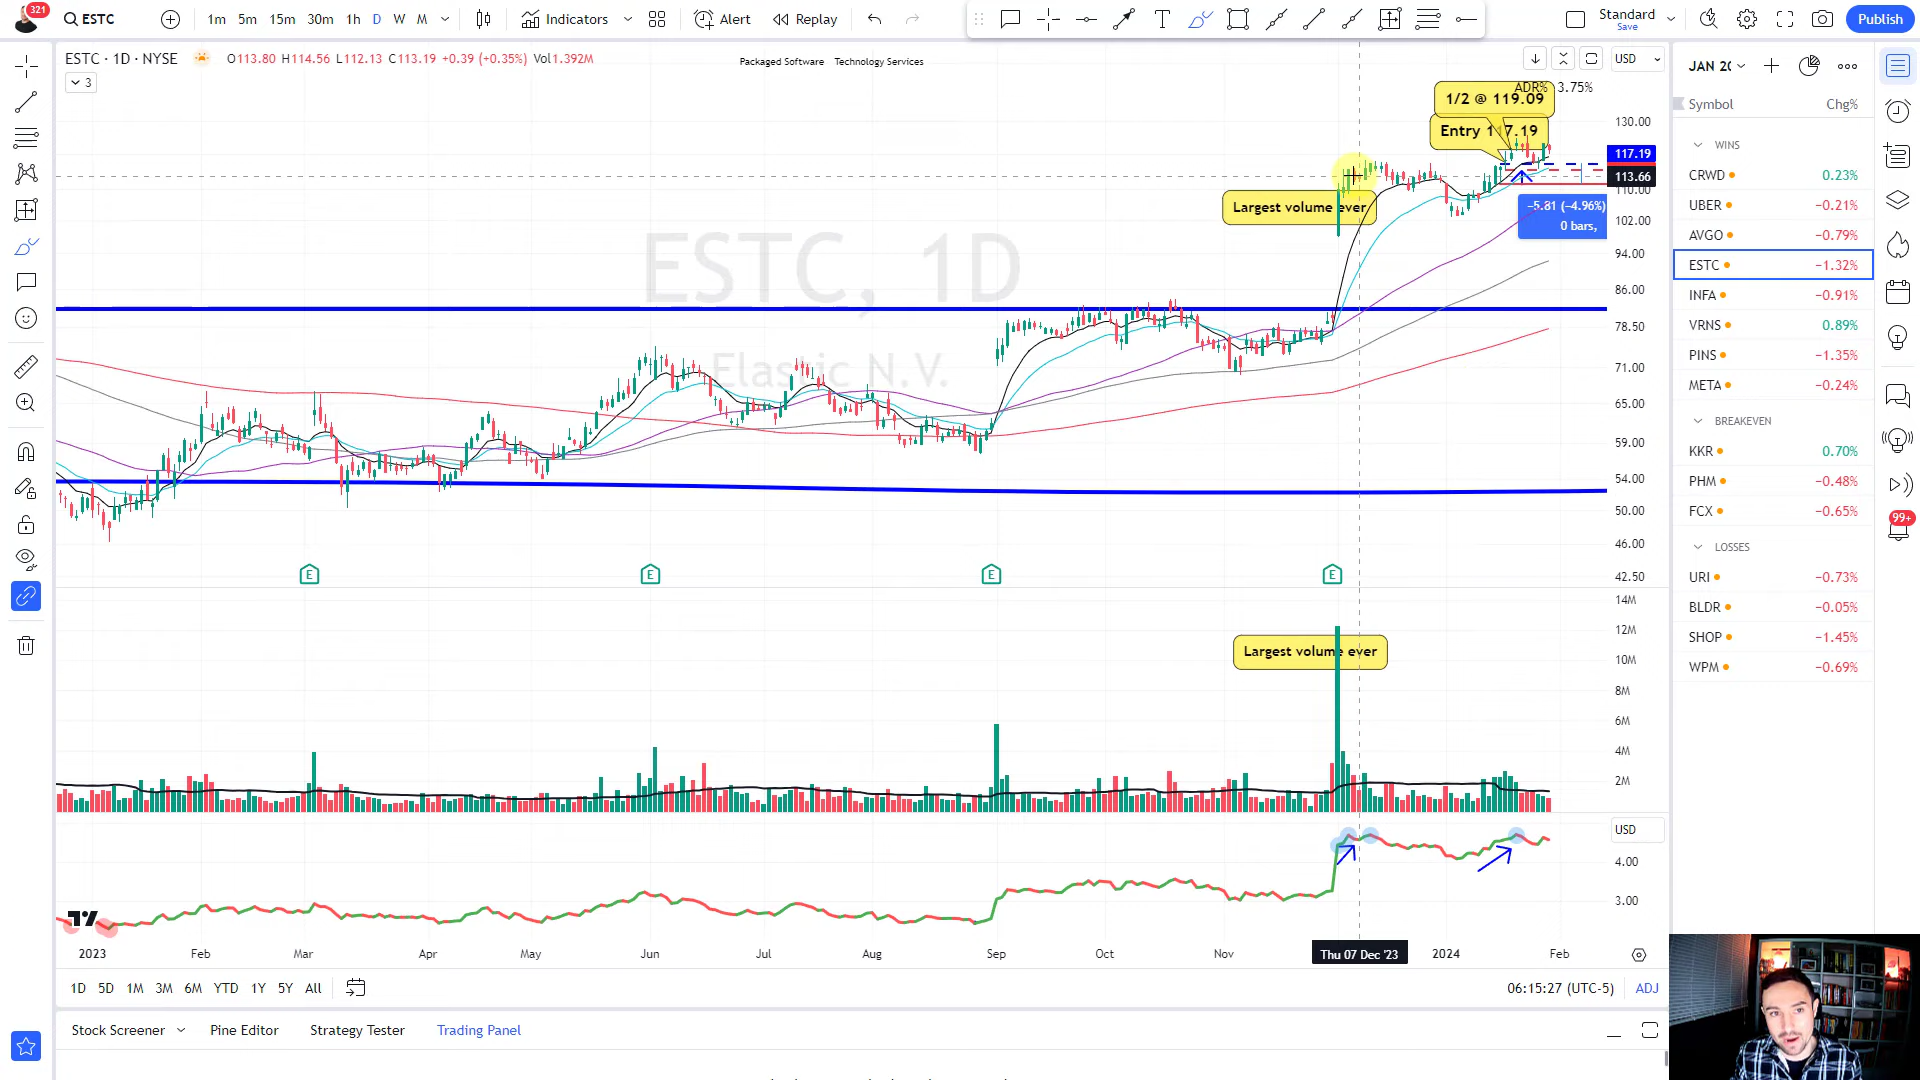 321
ESTC
1m 5m 15m 30m 1h D W M
Indicators
Alert
Replay
Standard
Save
Publish
ESTC · 1D · NYSE
O113.80 H114.56 L112.13 C113.19 +0.39 (+0.35%) Vol1.392M
3
Packaged Software Technology Services
USD
ADR% 3.75%
1/2 @ 119.09
Entry 117.19
Largest volume ever
-5.81 (-4.96%)
0 bars,
ESTC, 1D
Elastic N.V.
130.00
117.19
113.66
110.00
102.00
94.00
86.00
78.50
71.00
65.00
59.00
54.00
50.00
46.00
42.50
E E E E
Largest volume ever
14M
12M
10M
8M
6M
4M
2M
USD
4.00
3.00
2023 Feb Mar Apr May Jun Jul Aug Sep Oct Nov Thu 07 Dec '23 2024 Feb
1D 5D 1M 3M 6M YTD 1Y 5Y All
06:15:27 (UTC-5) ADJ
Stock Screener Pine Editor Strategy Tester Trading Panel
Symbol Chg%
WINS
CRWD 0.23%
UBER −0.21%
AVGO −0.79%
ESTC −1.32%
INFA −0.91%
VRNS 0.89%
PINS −1.35%
META −0.24%
BREAKEVEN
KKR 0.70%
PHM −0.48%
FCX −0.65%
LOSSES
URI −0.73%
BLDR −0.05%
SHOP −1.45%
WPM −0.69%
99+